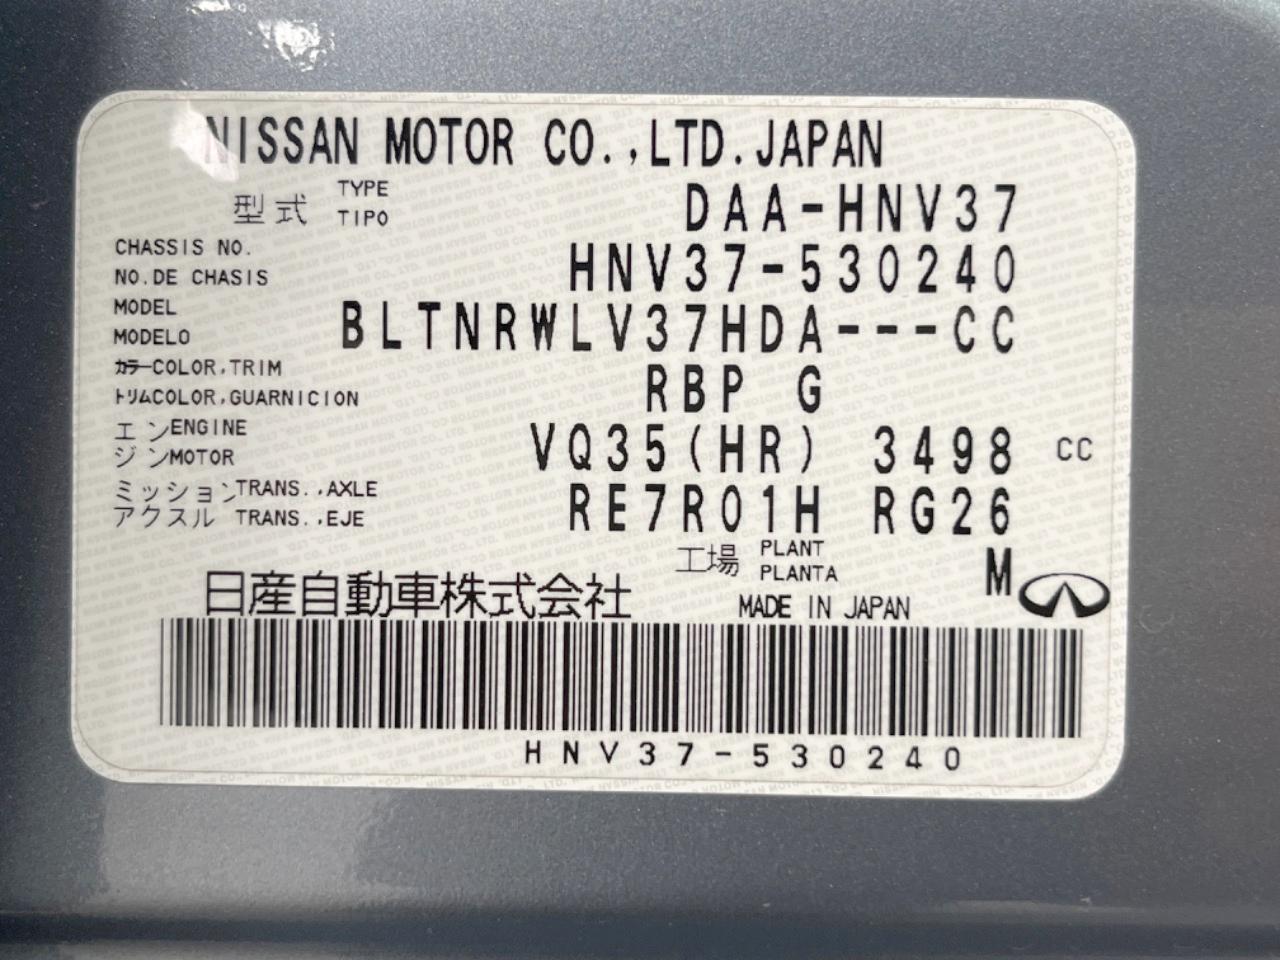 NISSAN MOTOR CO.,LTD.JAPAN
型式 TYPE TIPO DAA-HNV37
CHASSIS NO.
NO.DE CHASIS HNV37-530240
MODEL
MODELO BLTNRWLV37HDA---CC
カラーCOLOR,TRIM
トリムCOLOR,GUARNICION RBP G
エンENGINE
ジンMOTOR VQ35(HR) 3498 CC
ミッションTRANS.,AXLE
アクスル TRANS.,EJE RE7R01H RG26
工場 PLANT PLANTA M
日産自動車株式会社 MADE IN JAPAN
HNV37-530240